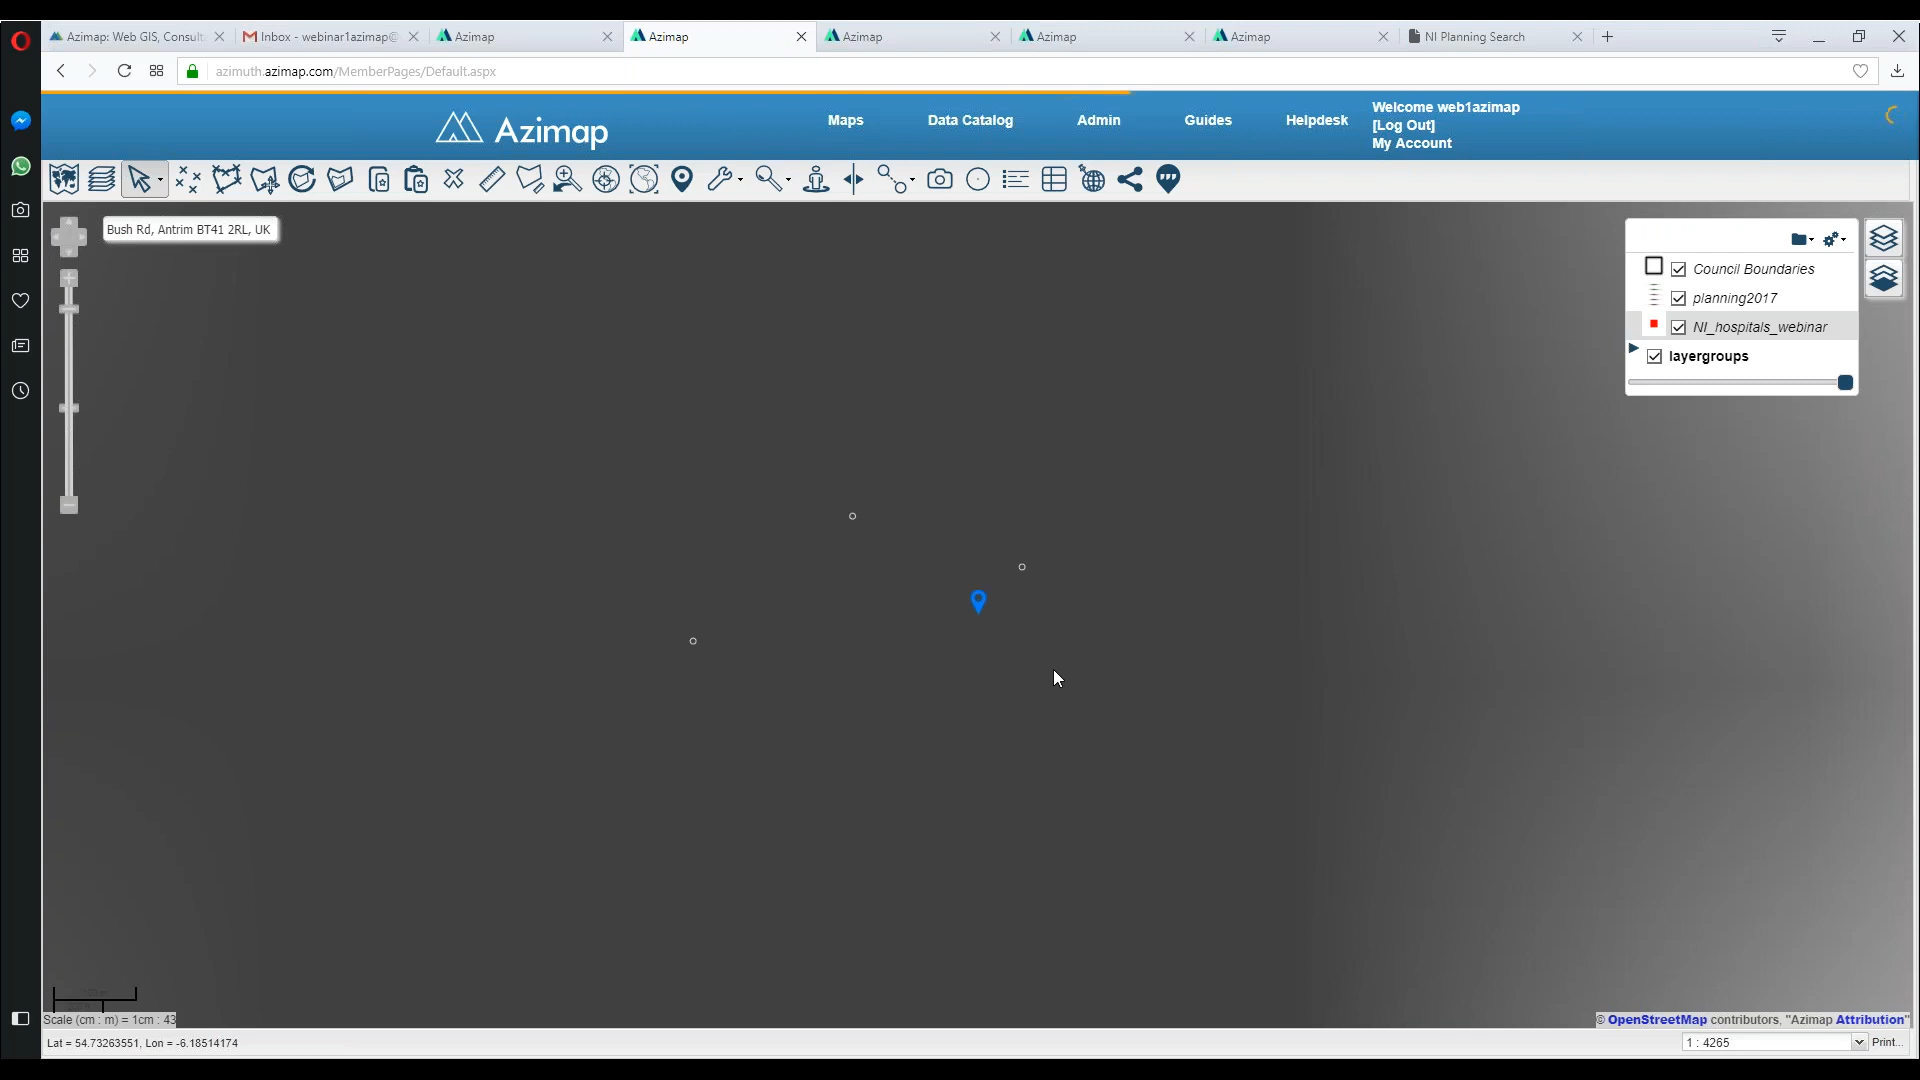 Azimap: Web GIS, Consult
Inbox - webinar1azimap@
Azimap
Azimap
Azimap
Azimap
Azimap
NI Planning Search
azimuth.azimap.com/MemberPages/Default.aspx
Azimap
Maps
Data Catalog
Admin
Guides
Helpdesk
Welcome web1azimap
[Log Out]
My Account
Bush Rd, Antrim BT41 2RL, UK
Council Boundaries
planning2017
NI_hospitals_webinar
layergroups
Scale (cm : m) = 1cm : 43
© OpenStreetMap contributors, "Azimap Attribution"
Lat = 54.73263551, Lon = -6.18514174
1 : 4265
Print...